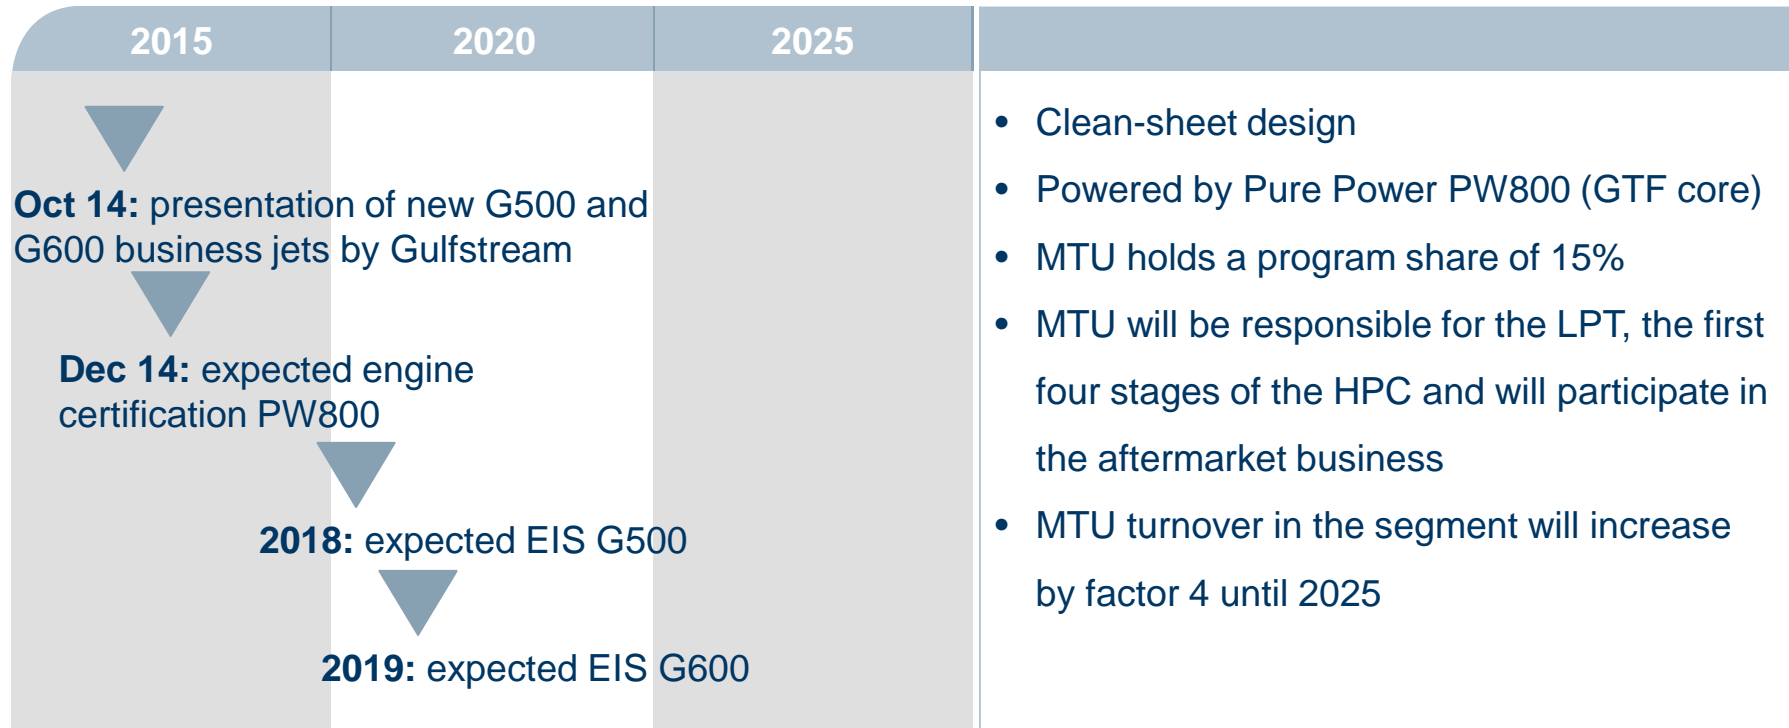 2015
2020
2025
Oct 14: presentation of new G500 and
G600 business jets by Gulfstream
Dec 14: expected engine
certification PW800
2018: expected EIS G500
2019: expected EIS G600
• Clean-sheet design
• Powered by Pure Power PW800 (GTF core)
• MTU holds a program share of 15%
• MTU will be responsible for the LPT, the first
four stages of the HPC and will participate in
the aftermarket business
• MTU turnover in the segment will increase
by factor 4 until 2025